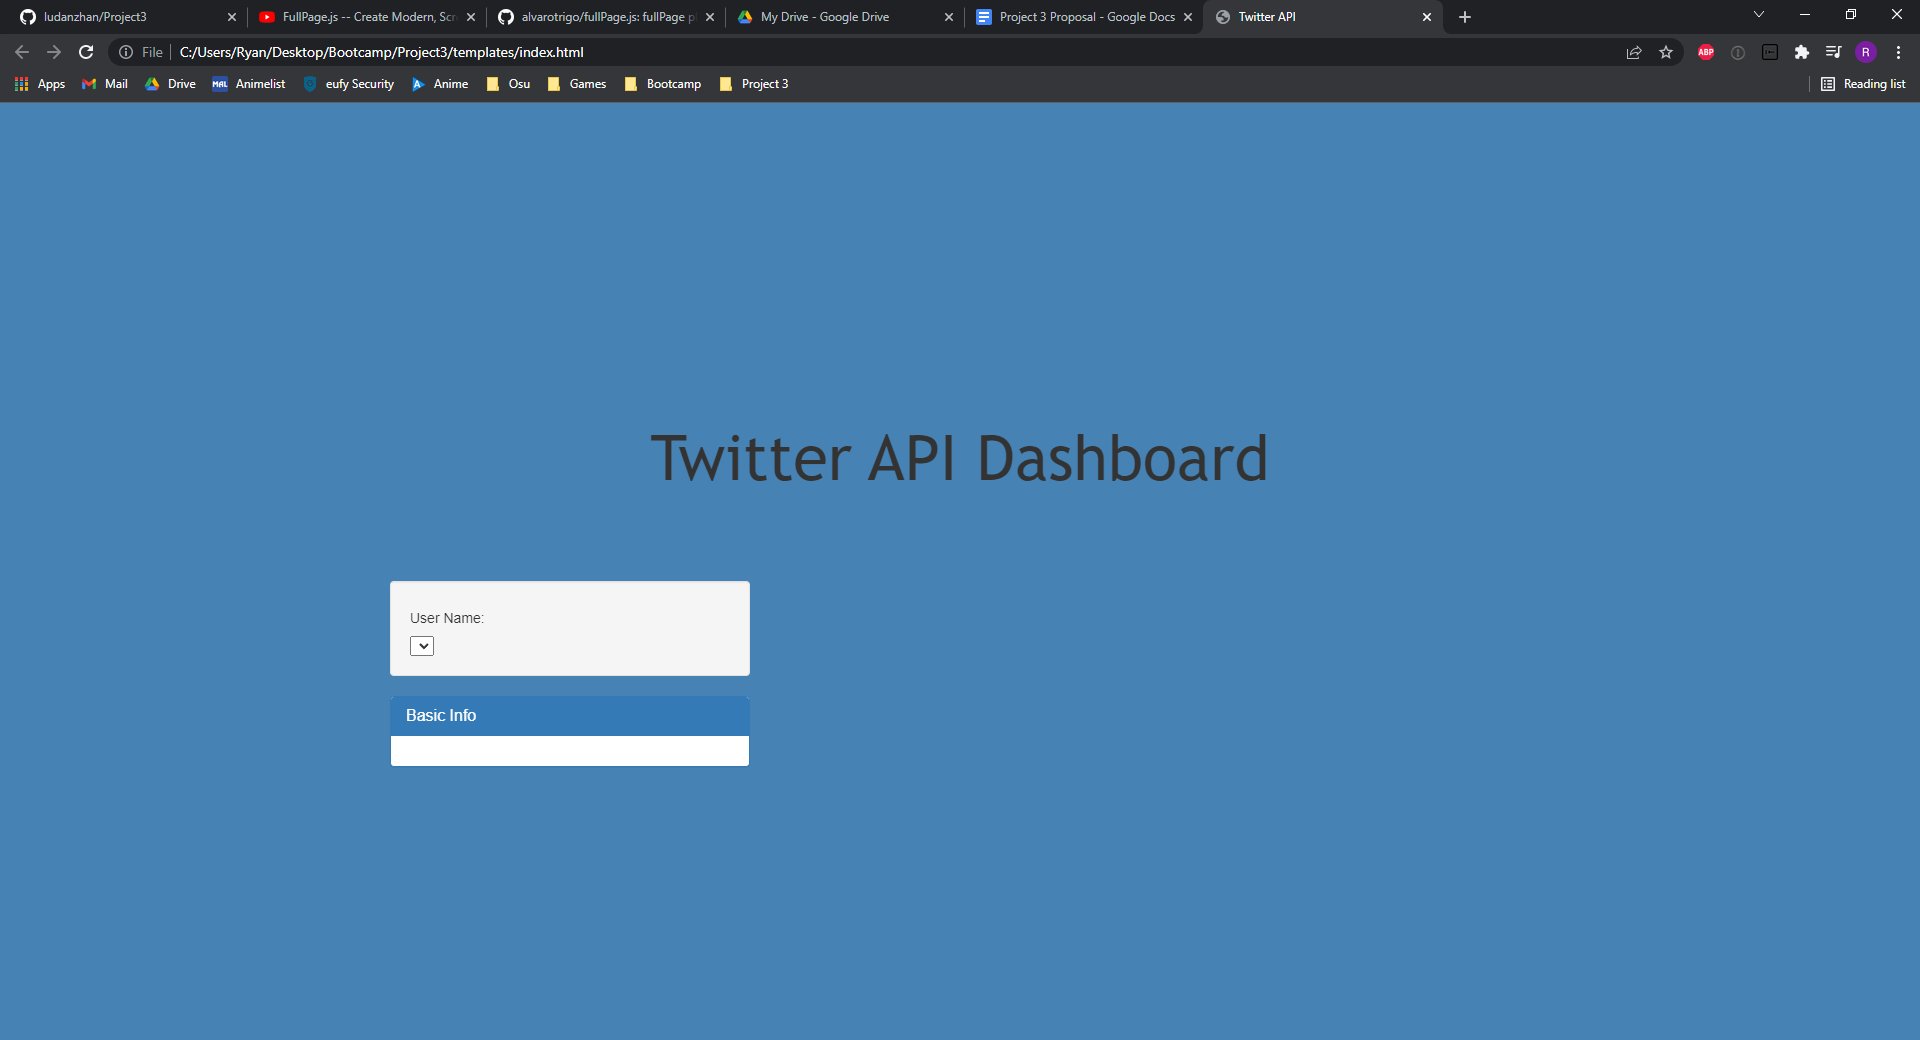 ludanzhan/Project3
FullPage.js -- Create Modern, Scr
alvarotrigo/fullPage.js: fullPage p
My Drive - Google Drive
Project 3 Proposal - Google Docs
Twitter API
File C:/Users/Ryan/Desktop/Bootcamp/Project3/templates/index.html
ABP
R
Apps
Mail
Drive
MAL Animelist
eufy Security
A Anime
Osu
Games
Bootcamp
Project 3
Reading list
Twitter API Dashboard
User Name:
Basic Info